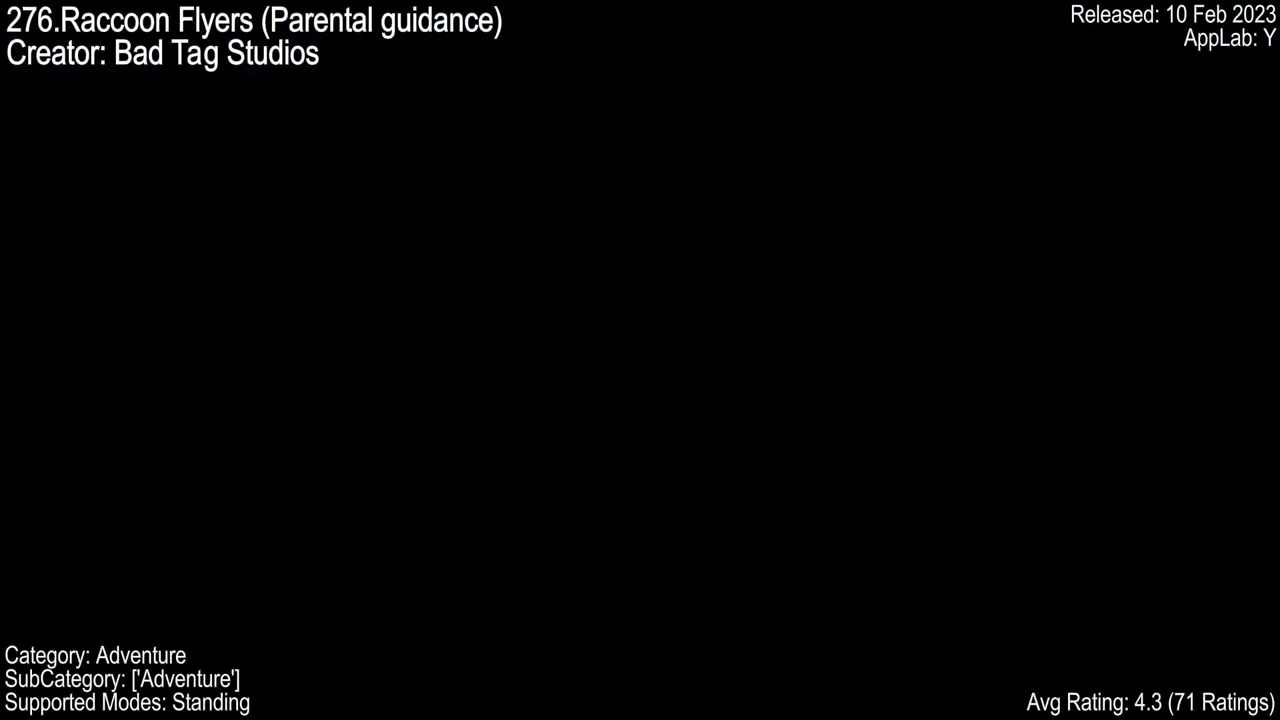 276.Raccoon Flyers (Parental guidance)
Creator: Bad Tag Studios
Released: 10 Feb 2023
AppLab: Y
Category: Adventure
SubCategory: ['Adventure']
Supported Modes: Standing
Avg Rating: 4.3 (71 Ratings)